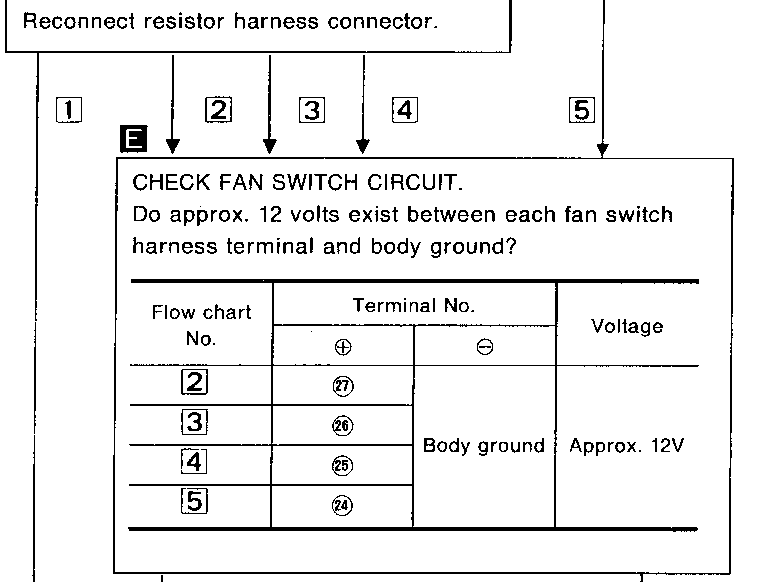 Reconnect resistor harness connector.
1 2 3 4 5
E
CHECK FAN SWITCH CIRCUIT.
Do approx. 12 volts exist between each fan switch
harness terminal and body ground?
Flow chart
No.
Terminal No.
⊕ ⊖
Voltage
2 27
3 26
4 25
5 24
Body ground Approx. 12V